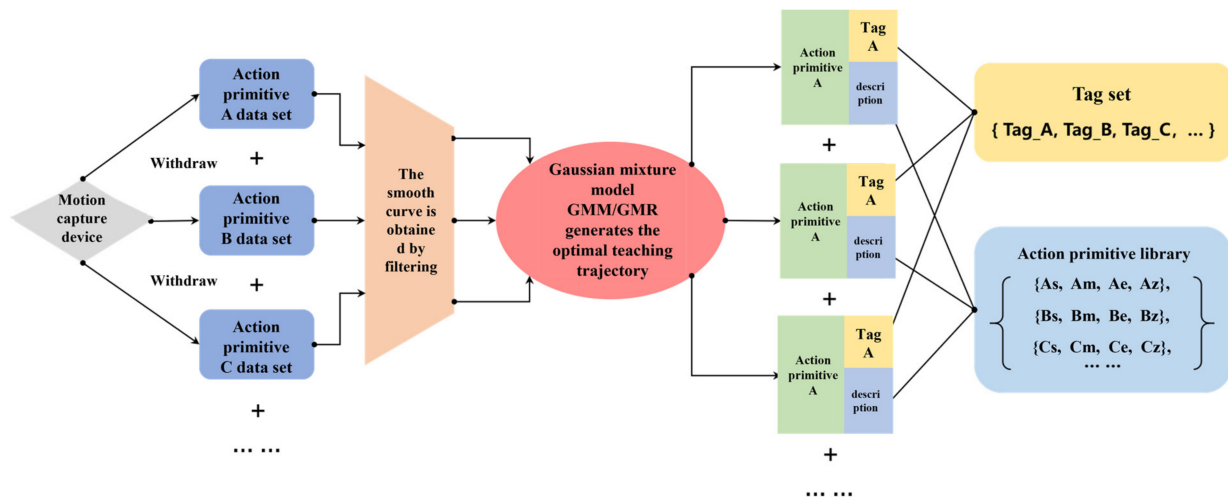 Motion
capture
device
Withdraw
Withdraw
Action
primitive
A data set
+
Action
primitive
B data set
+
Action
primitive
C data set
+
... ...
The
smooth
curve is
obtaine
d by
filtering
Gaussian mixture
model
GMM/GMR
generates the
optimal teaching
trajectory
Action
primitive
A
Tag
A
descri
ption
+
Action
primitive
A
Tag
A
descri
ption
+
Action
primitive
A
Tag
A
descri
ption
+
... ...
Tag set
{ Tag_A, Tag_B, Tag_C, ... }
Action primitive library
{As, Am, Ae, Az},
{Bs, Bm, Be, Bz},
{Cs, Cm, Ce, Cz},
... ...